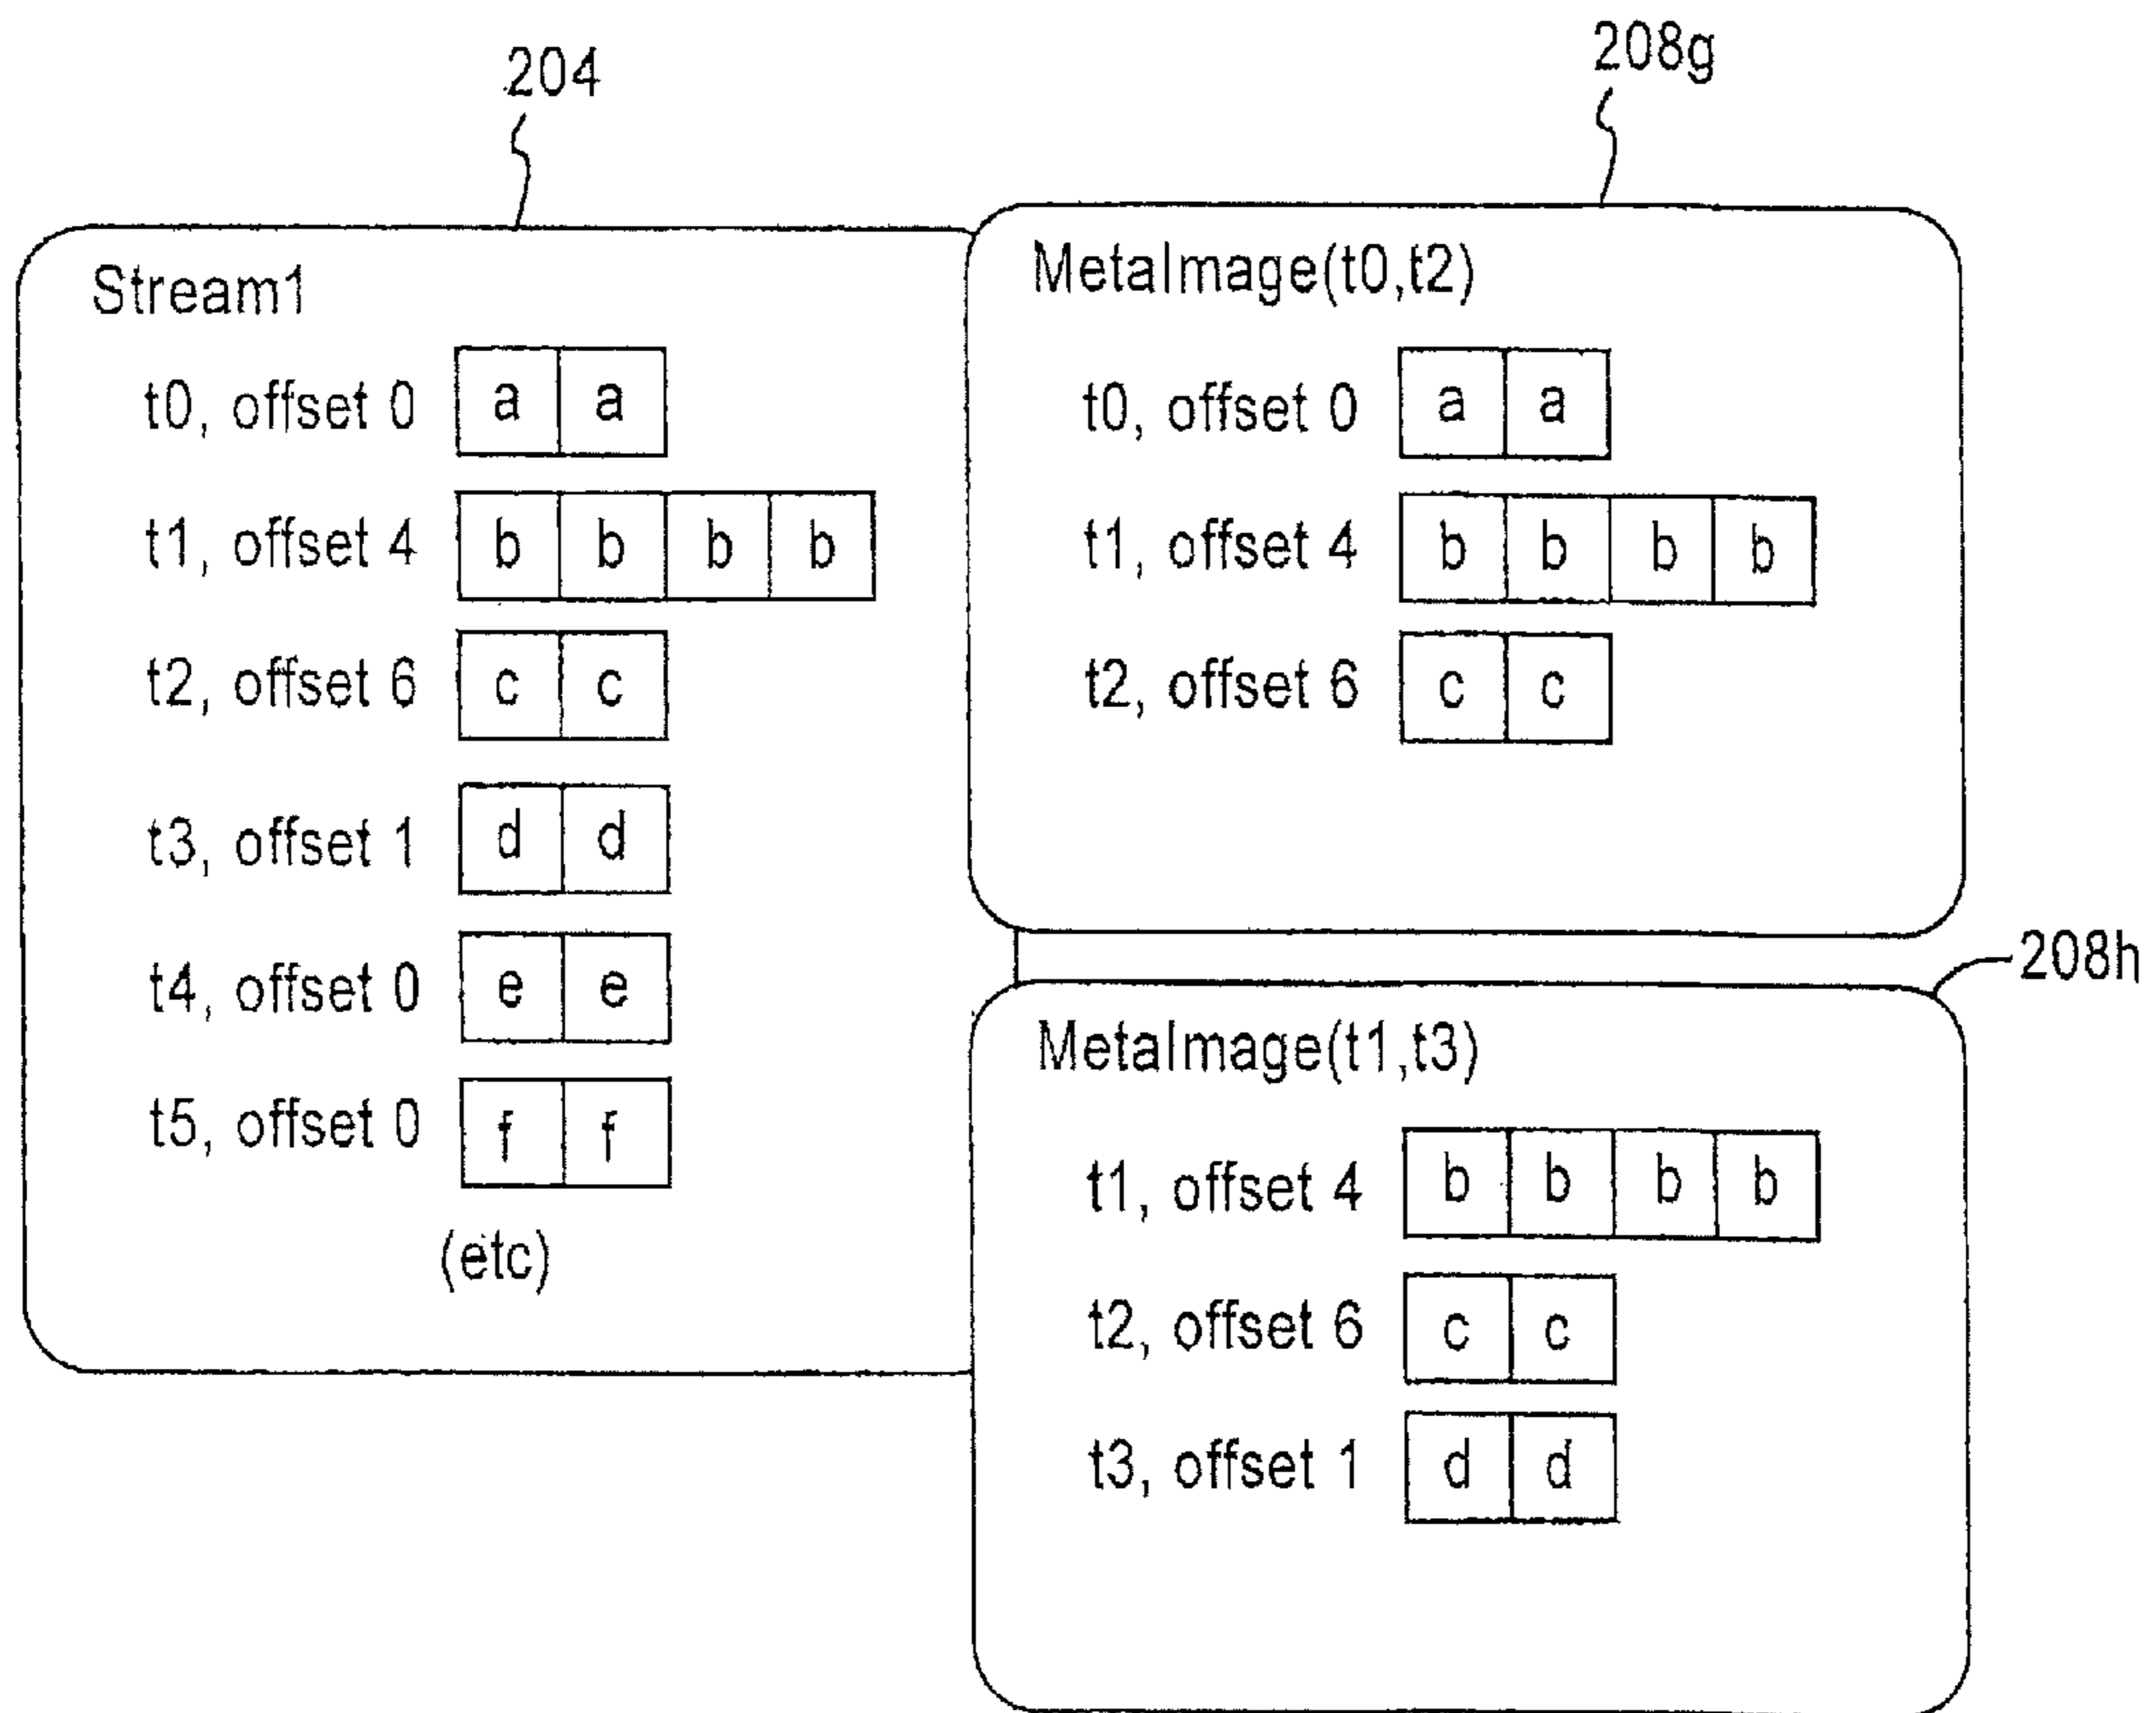 204
208g
Stream1
t0, offset 0 a a
t1, offset 4 b b b b
t2, offset 6 c c
t3, offset 1 d d
t4, offset 0 e e
t5, offset 0 f f
(etc)
MetaImage(t0,t2)
t0, offset 0 a a
t1, offset 4 b b b b
t2, offset 6 c c
208h
MetaImage(t1,t3)
t1, offset 4 b b b b
t2, offset 6 c c
t3, offset 1 d d